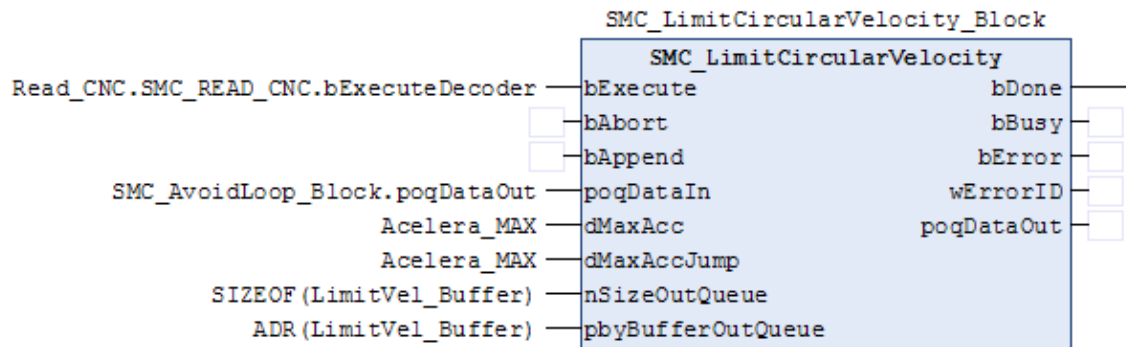 SMC_LimitCircularVelocity_Block
SMC_LimitCircularVelocity
Read_CNC.SMC_READ_CNC.bExecuteDecoder bExecute bDone
bAbort bBusy
bAppend bError
SMC_AvoidLoop_Block.poqDataOut poqDataIn wErrorID
Acelera_MAX dMaxAcc poqDataOut
Acelera_MAX dMaxAccJump
SIZEOF(LimitVel_Buffer) nSizeOutQueue
ADR(LimitVel_Buffer) pbyBufferOutQueue